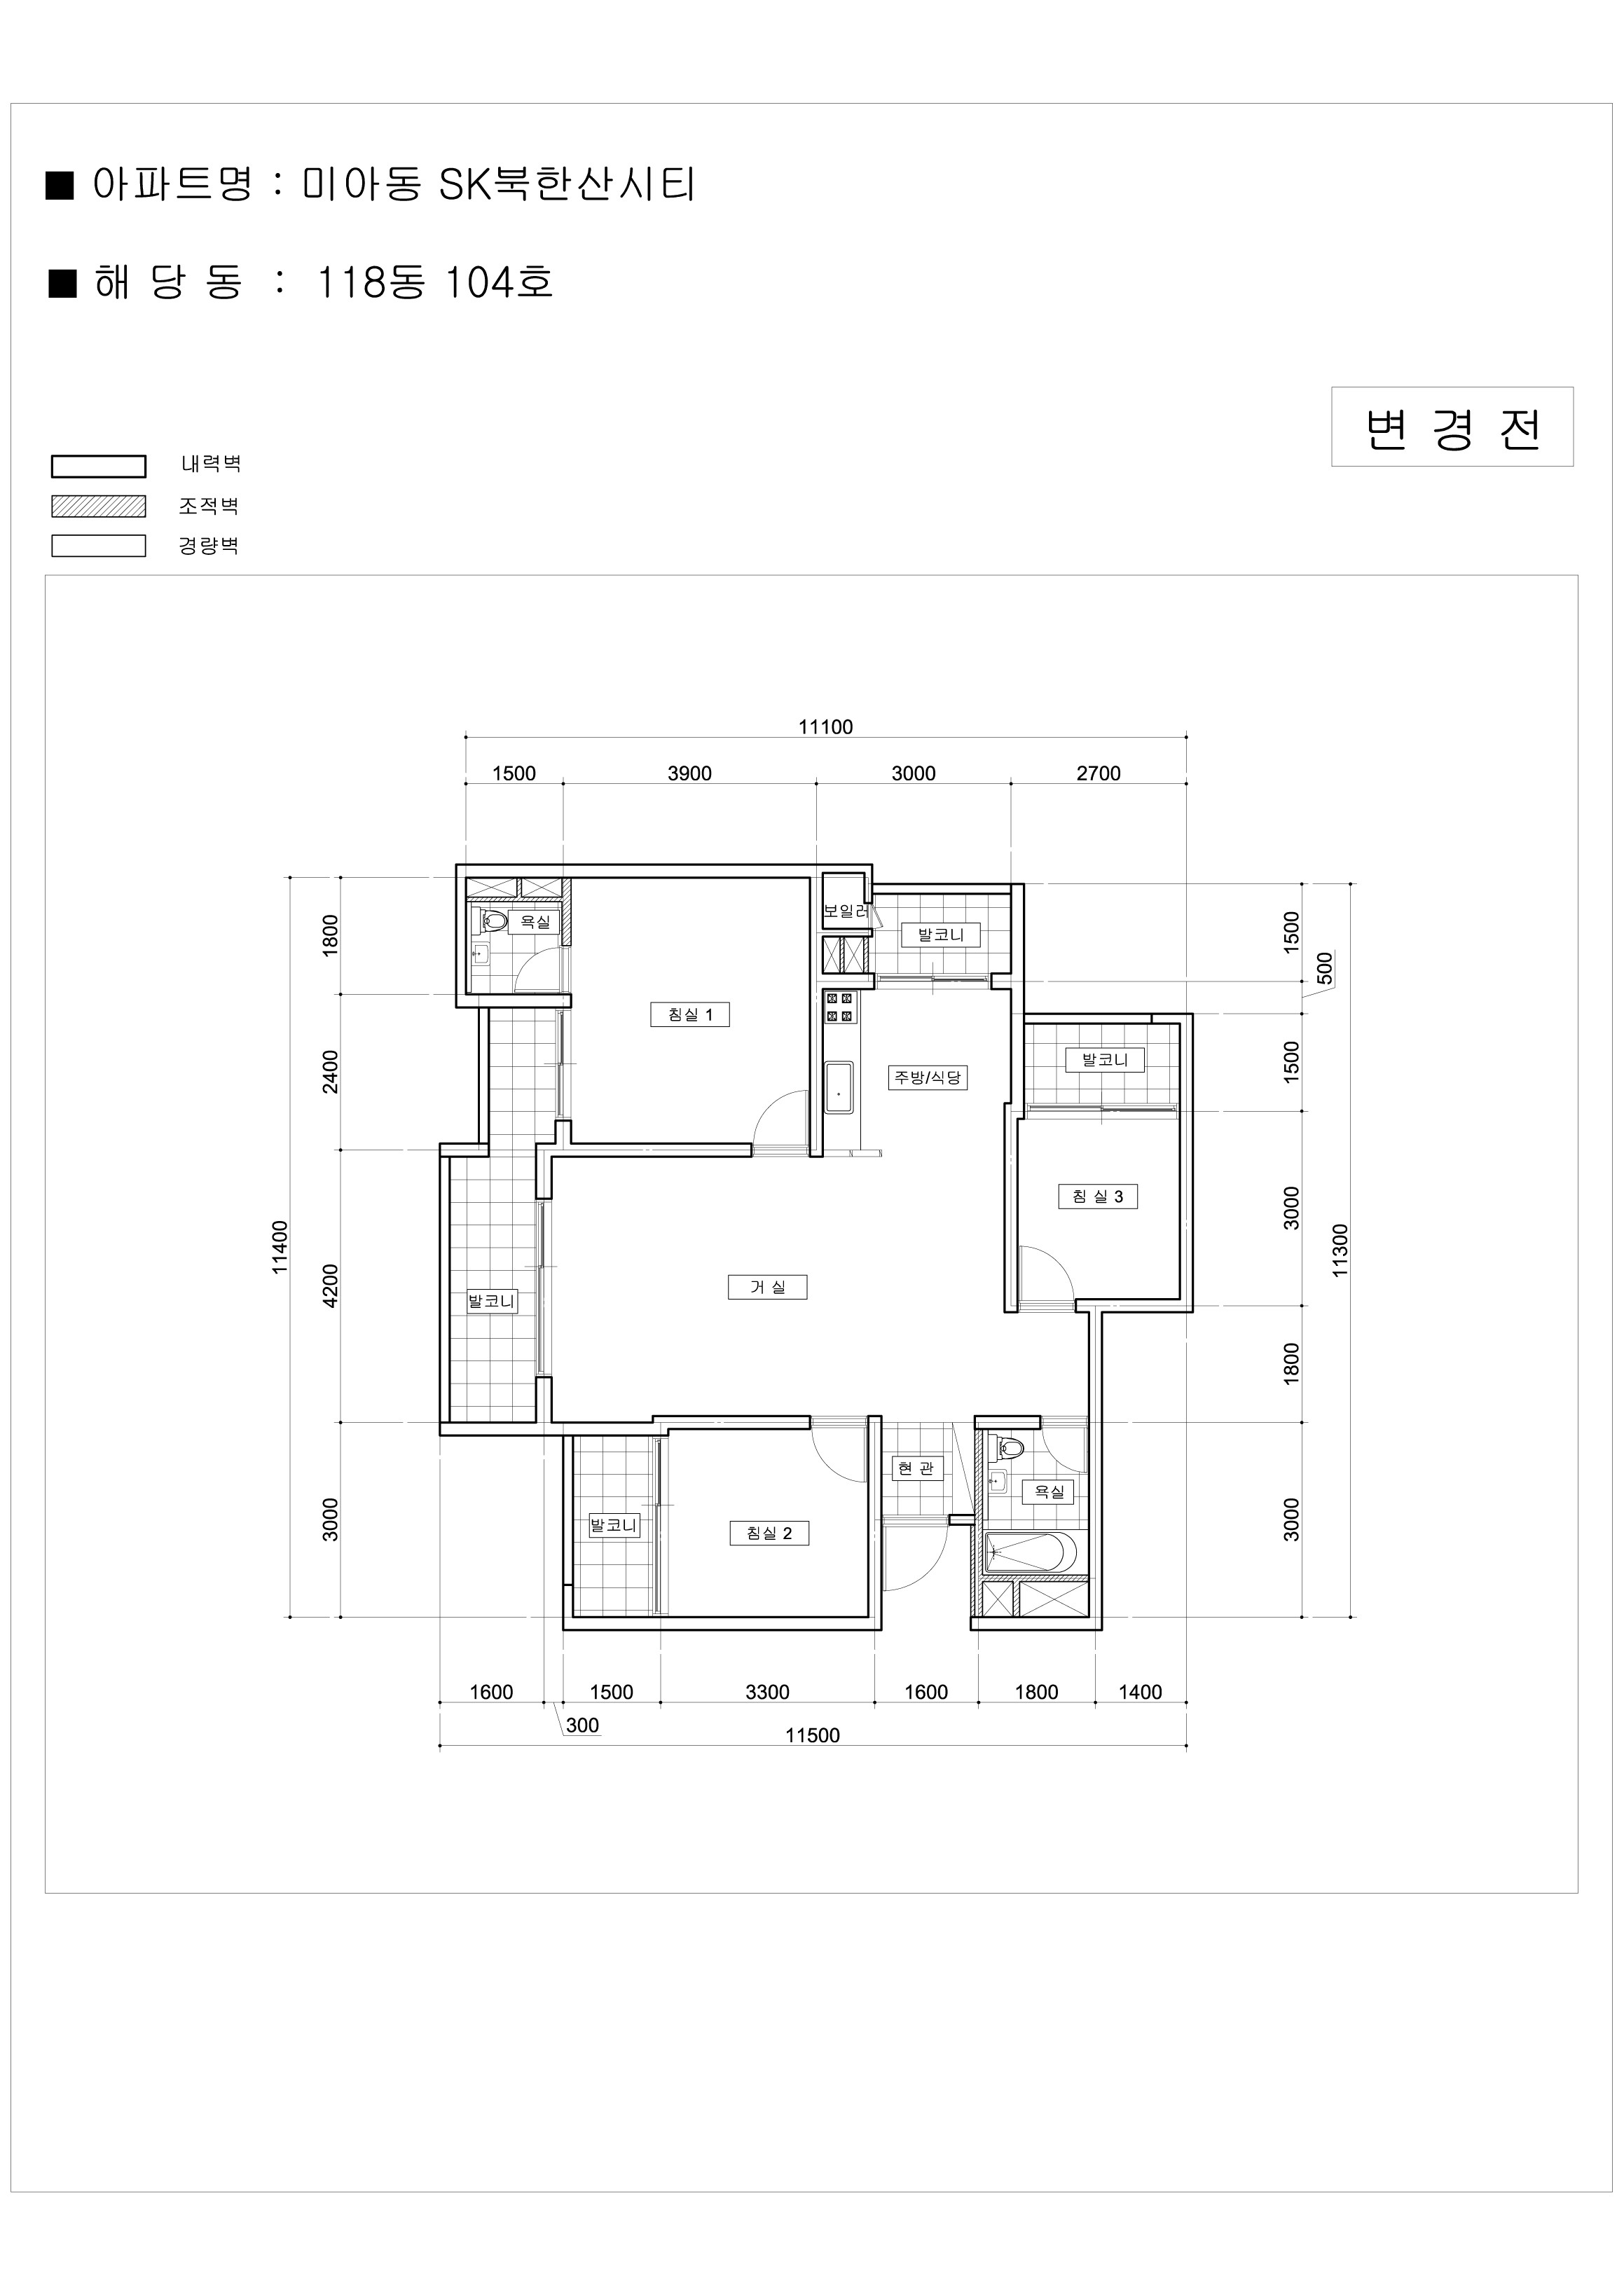 ■ 아파트명 : 미아동 SK북한산시티
■ 해 당 동 : 118동 104호
변 경 전
내력벽
조적벽
경량벽
11100
1500 3900 3000 2700
욕실
보일러
발코니
침실 1
주방/식당
발코니
침 실 3
거 실
발코니
현 관
욕실
발코니
침실 2
11400
1800
2400
4200
3000
1500
500
1500
3000
1800
3000
11300
1600 1500 3300 1600 1800 1400
300
11500